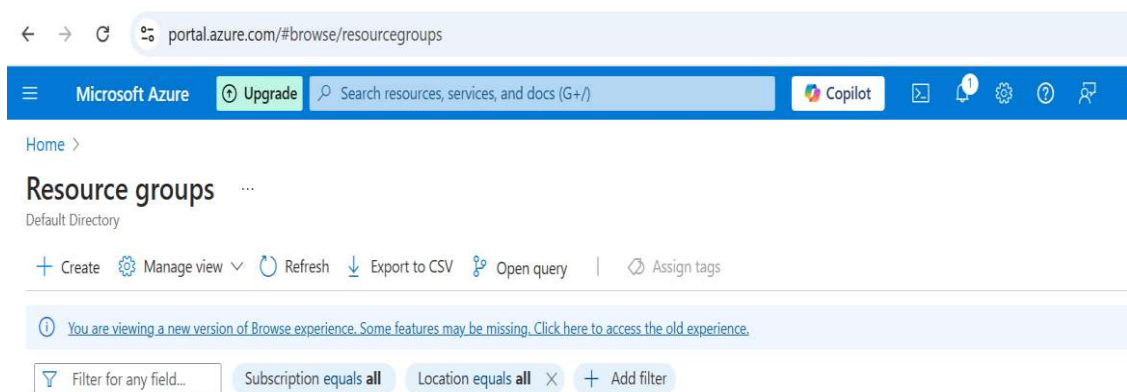 portal.azure.com/#browse/resourcegroups
Microsoft Azure Upgrade Search resources, services, and docs (G+/) Copilot 1
Home >
Resource groups ...
Default Directory
+ Create Manage view Refresh Export to CSV Open query | Assign tags
You are viewing a new version of Browse experience. Some features may be missing. Click here to access the old experience.
Filter for any field... Subscription equals all Location equals all X + Add filter